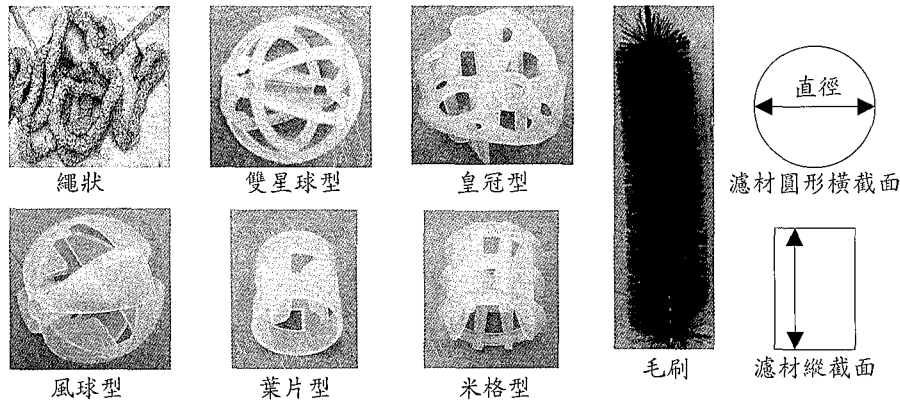 繩狀
雙星球型
皇冠型
風球型
葉片型
米格型
毛刷
直徑
濾材圓形橫截面
濾材縱截面